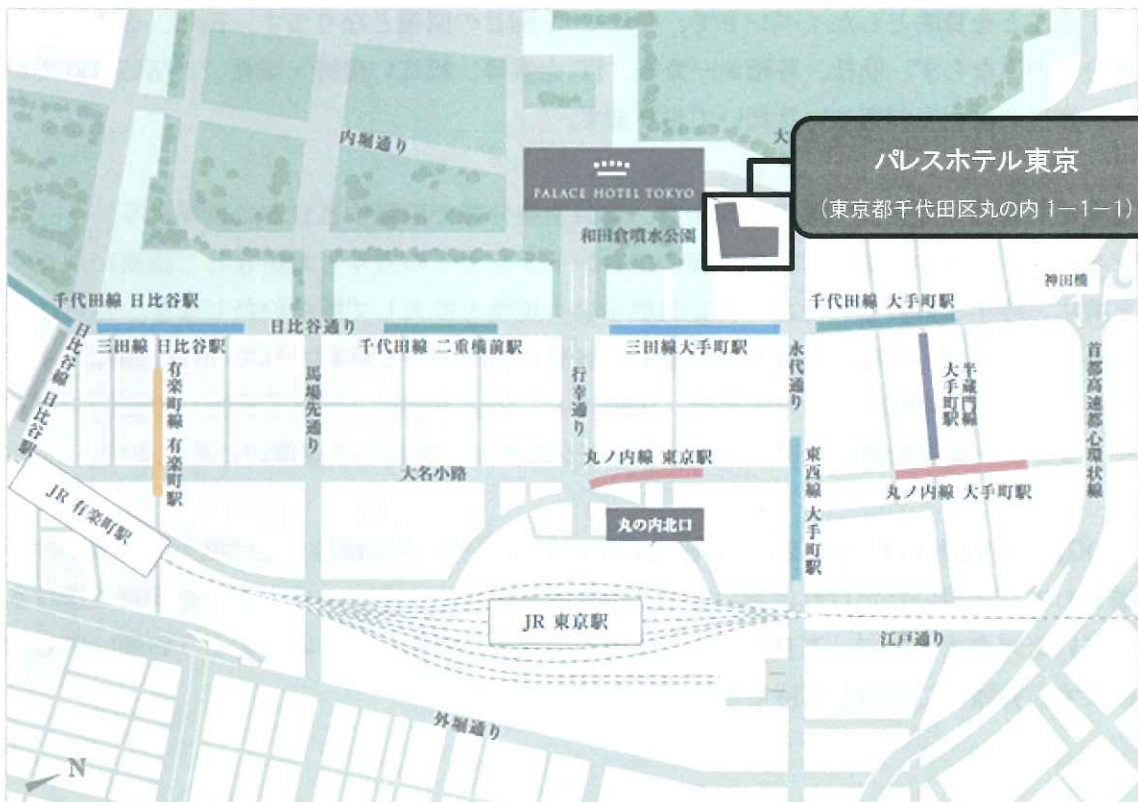 内堀通り
大
パレスホテル東京
PALACE HOTEL TOKYO
(東京都千代田区丸の内1-1-1)
和田倉噴水公園
神田橋
千代田線 日比谷駅
千代田線 大手町駅
日比谷通り
三田線 日比谷駅
千代田線 二重橋前駅
三田線大手町駅
日比谷線 日比谷駅
有楽町線 有楽町駅
馬場先通り
行幸通り
永代通り
半蔵門線
大手町駅
首都高速都心環状線
大名小路
丸ノ内線 東京駅
東西線 大手町駅
丸ノ内線 大手町駅
JR 有楽町駅
丸の内北口
JR 東京駅
江戸通り
外堀通り
N